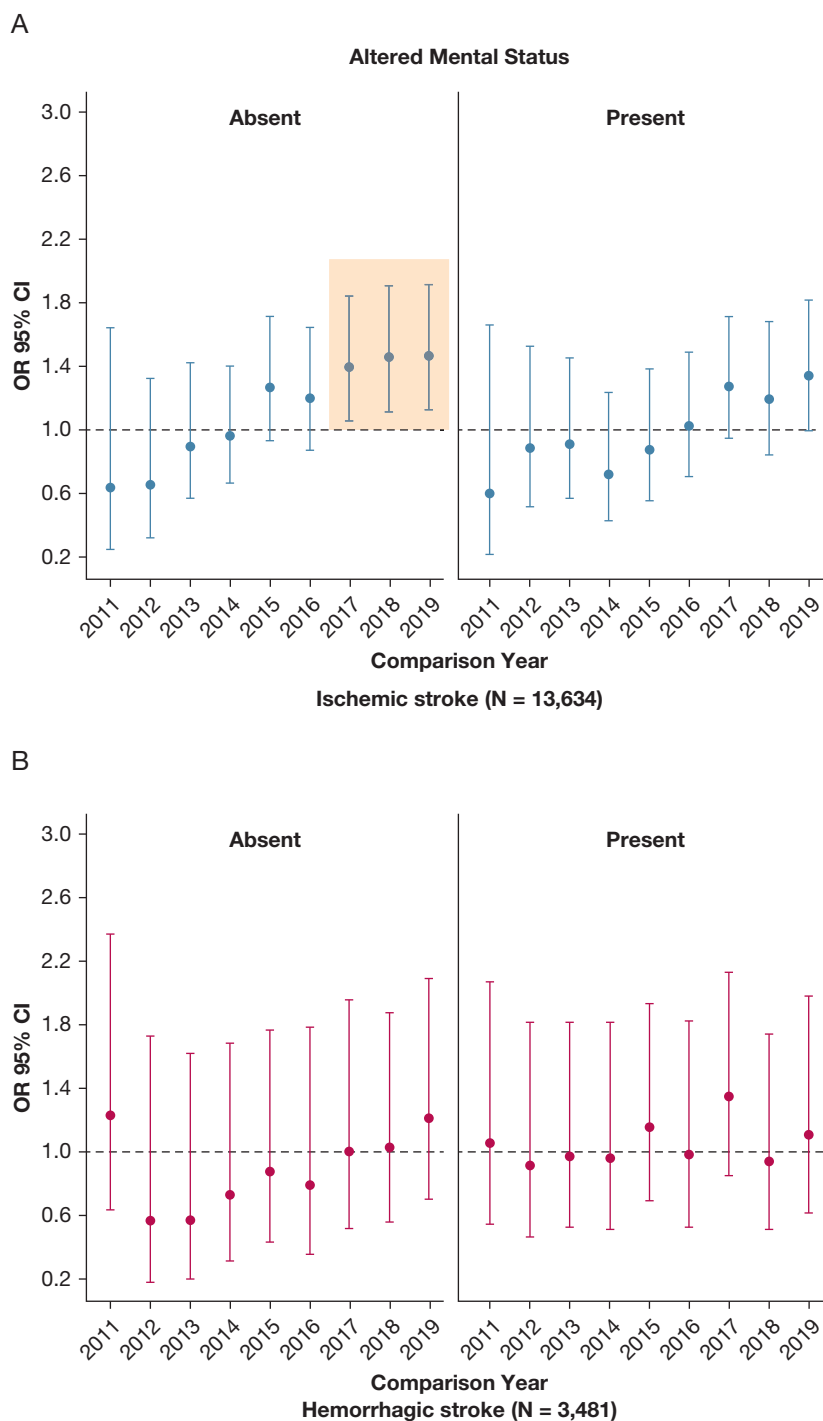 A
Altered Mental Status
Absent
Present
OR 95% CI
3.0
2.6
2.2
1.8
1.4
1.0
0.6
0.2
2011 2012 2013 2014 2015 2016 2017 2018 2019
2011 2012 2013 2014 2015 2016 2017 2018 2019
Comparison Year
Ischemic stroke (N = 13,634)
B
Absent
Present
OR 95% CI
3.0
2.6
2.2
1.8
1.4
1.0
0.6
0.2
2011 2012 2013 2014 2015 2016 2017 2018 2019
2011 2012 2013 2014 2015 2016 2017 2018 2019
Comparison Year
Hemorrhagic stroke (N = 3,481)